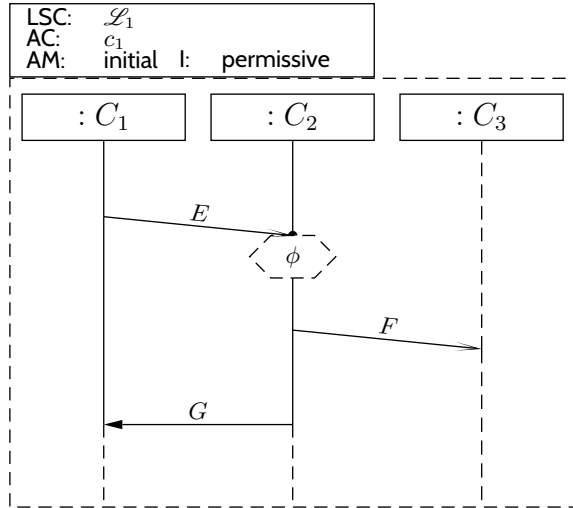 LSC: ℒ₁
AC: c₁
AM: initial I: permissive
: C₁ : C₂ : C₃
E
ϕ
F
G